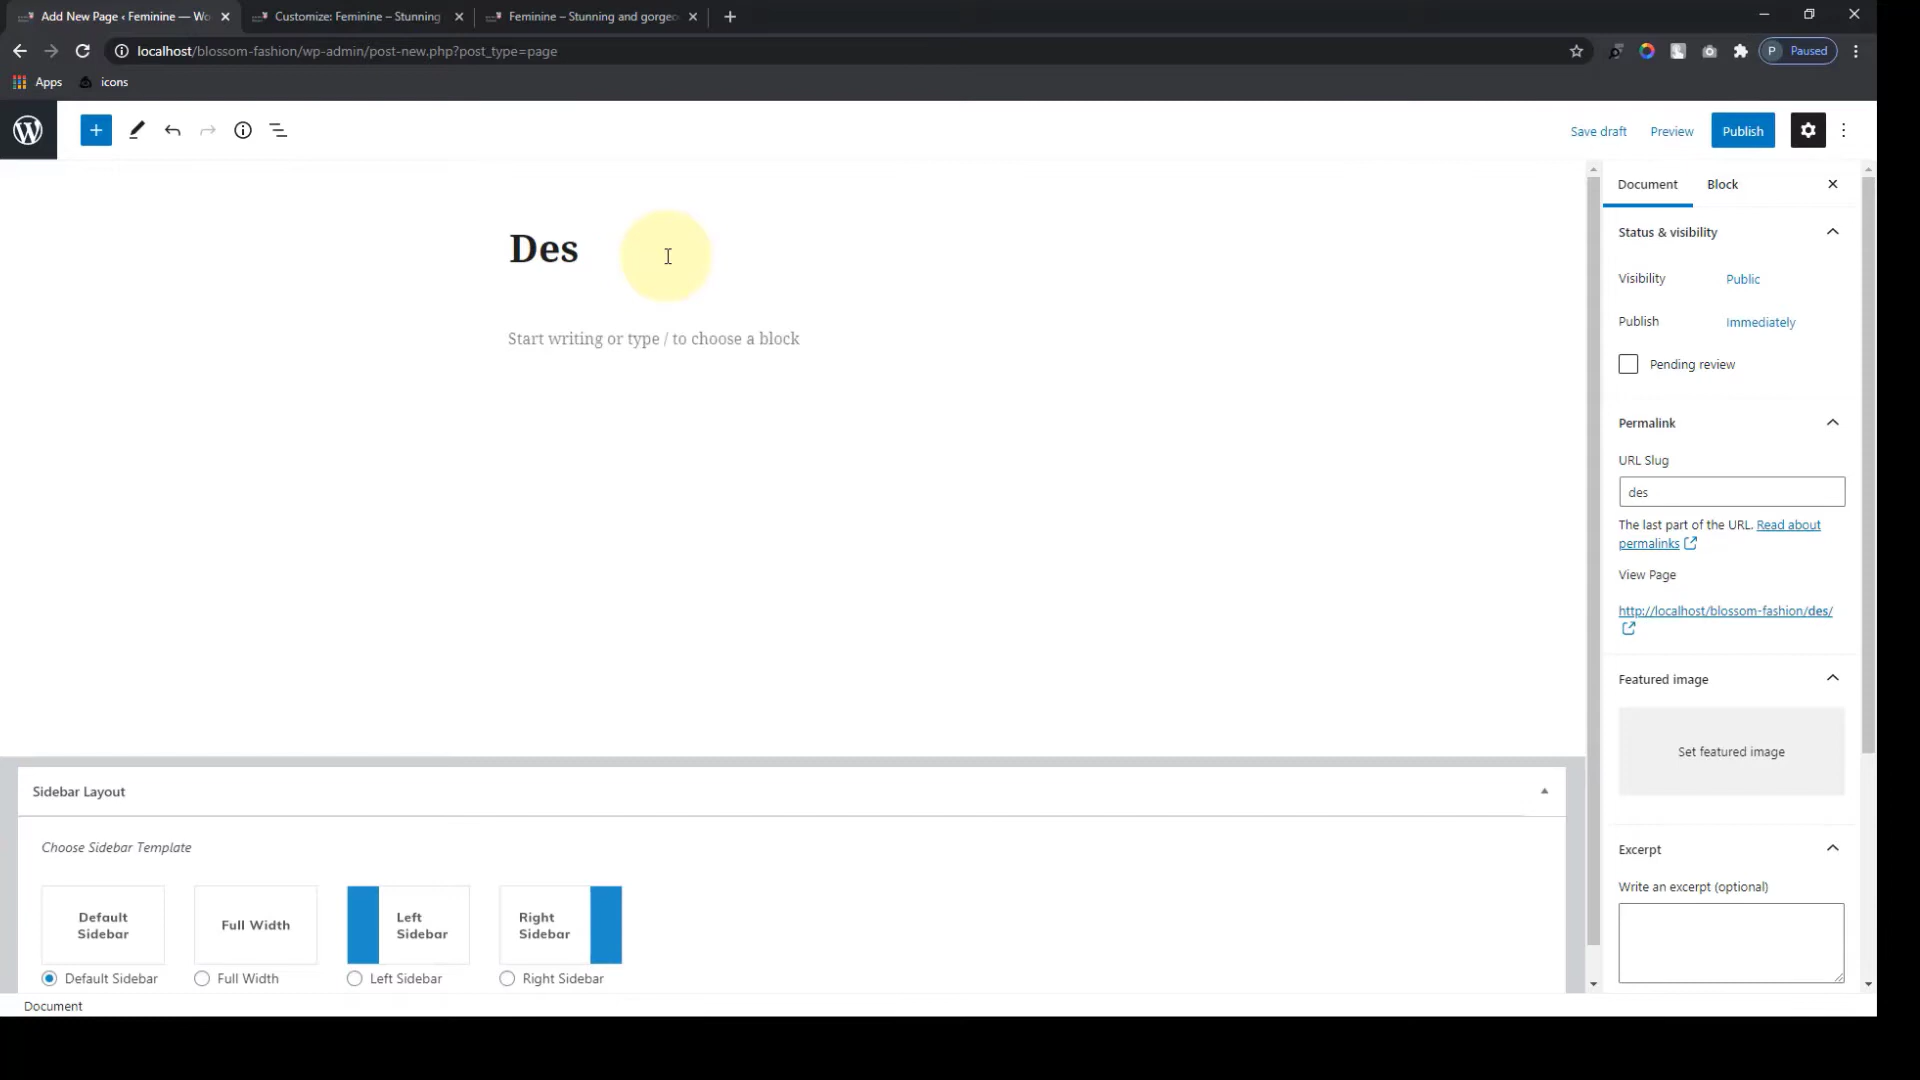 Add New Page ‹ Feminine — Wo
Customize: Feminine – Stunning
Feminine – Stunning and gorgeo
localhost/blossom-fashion/wp-admin/post-new.php?post_type=page
P Paused
Apps
icons
Save draft
Preview
Publish
Document
Block
Des
Start writing or type / to choose a block
Status & visibility
Visibility
Public
Publish
Immediately
Pending review
Permalink
URL Slug
des
The last part of the URL. Read about
permalinks
View Page
http://localhost/blossom-fashion/des/
Featured image
Set featured image
Excerpt
Write an excerpt (optional)
Sidebar Layout
Choose Sidebar Template
Default
Sidebar
Full Width
Left
Sidebar
Right
Sidebar
Default Sidebar
Full Width
Left Sidebar
Right Sidebar
Document